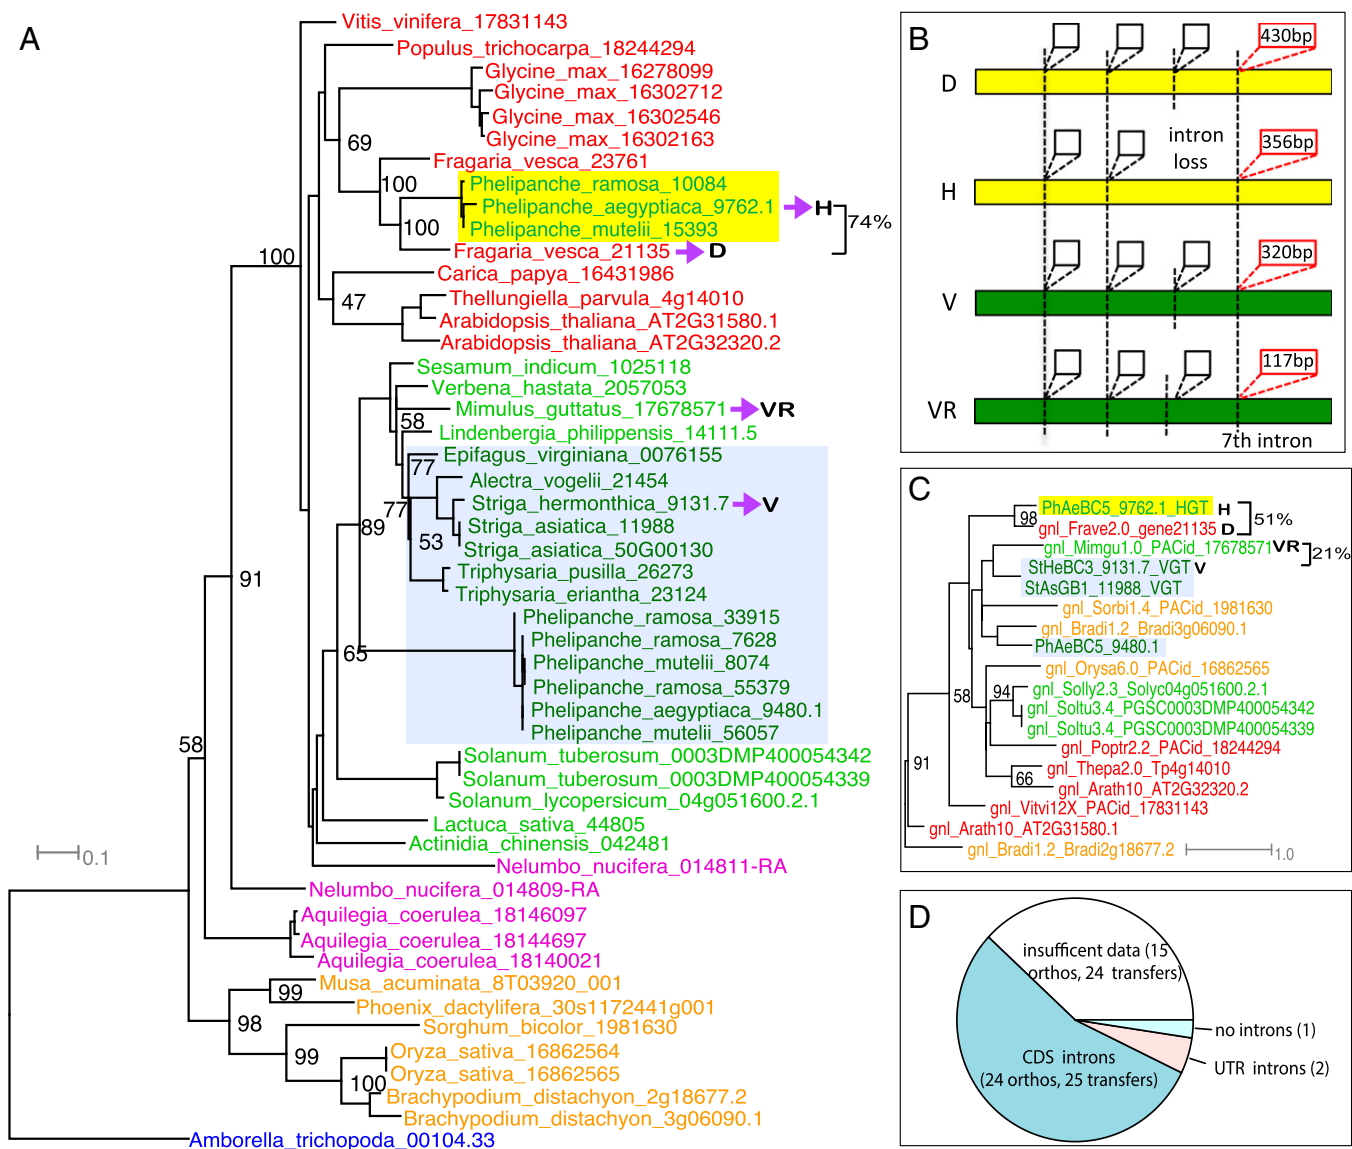 A
Vitis_vinifera_17831143
Populus_trichocarpa_18244294
Glycine_max_16278099
Glycine_max_16302712
Glycine_max_16302546
Glycine_max_16302163
69
Fragaria_vesca_23761
100
Phelipanche_ramosa_10084
Phelipanche_aegyptiaca_9762.1
H
Phelipanche_mutelii_15393
100
74%
Fragaria_vesca_21135
D
100
Carica_papya_16431986
47
Thellungiella_parvula_4g14010
Arabidopsis_thaliana_AT2G31580.1
Arabidopsis_thaliana_AT2G32320.2
Sesamum_indicum_1025118
Verbena_hastata_2057053
Mimulus_guttatus_17678571
VR
58
Lindenbergia_philippensis_14111.5
Epifagus_virginiana_0076155
77
Alectra_vogelii_21454
Striga_hermonthica_9131.7
V
77
89
Striga_asiatica_11988
53
Striga_asiatica_50G00130
Triphysaria_pusilla_26273
91
Triphysaria_eriantha_23124
Phelipanche_ramosa_33915
Phelipanche_ramosa_7628
65
Phelipanche_mutelii_8074
Phelipanche_ramosa_55379
Phelipanche_aegyptiaca_9480.1
Phelipanche_mutelii_56057
58
Solanum_tuberosum_0003DMP400054342
Solanum_tuberosum_0003DMP400054339
Solanum_lycopersicum_04g051600.2.1
Lactuca_sativa_44805
Actinidia_chinensis_042481
0.1
Nelumbo_nucifera_014811-RA
Nelumbo_nucifera_014809-RA
Aquilegia_coerulea_18146097
Aquilegia_coerulea_18144697
Aquilegia_coerulea_18140021
Musa_acuminata_8T03920_001
99
Phoenix_dactylifera_30s1172441g001
98
Sorghum_bicolor_1981630
99
Oryza_sativa_16862564
Oryza_sativa_16862565
100
Brachypodium_distachyon_2g18677.2
Brachypodium_distachyon_3g06090.1
Amborella_trichopoda_00104.33
B
430bp
D
intron
loss
356bp
H
320bp
V
117bp
VR
7th intron
C
PhAeBC5_9762.1_HGT H
98
51%
gnl_Frave2.0_gene21135 D
gnl_Mimgu1.0_PACid_17678571 VR
21%
StHeBC3_9131.7_VGT V
StAsGB1_11988_VGT
gnl_Sorbi1.4_PACid_1981630
gnl_Bradi1.2_Bradi3g06090.1
PhAeBC5_9480.1
gnl_Orysa6.0_PACid_16862565
58
94
gnl_Solly2.3_Solyc04g051600.2.1
gnl_Soltu3.4_PGSC0003DMP400054342
gnl_Soltu3.4_PGSC0003DMP400054339
gnl_Poptr2.2_PACid_18244294
91
gnl_Thepa2.0_Tp4g14010
66
gnl_Arath10_AT2G32320.2
gnl_Vitvi12X_PACid_17831143
gnl_Arath10_AT2G31580.1
gnl_Bradi1.2_Bradi2g18677.2
1.0
D
insufficent data (15
orthos, 24 transfers)
no introns (1)
CDS introns
(24 orthos, 25 transfers)
UTR introns (2)